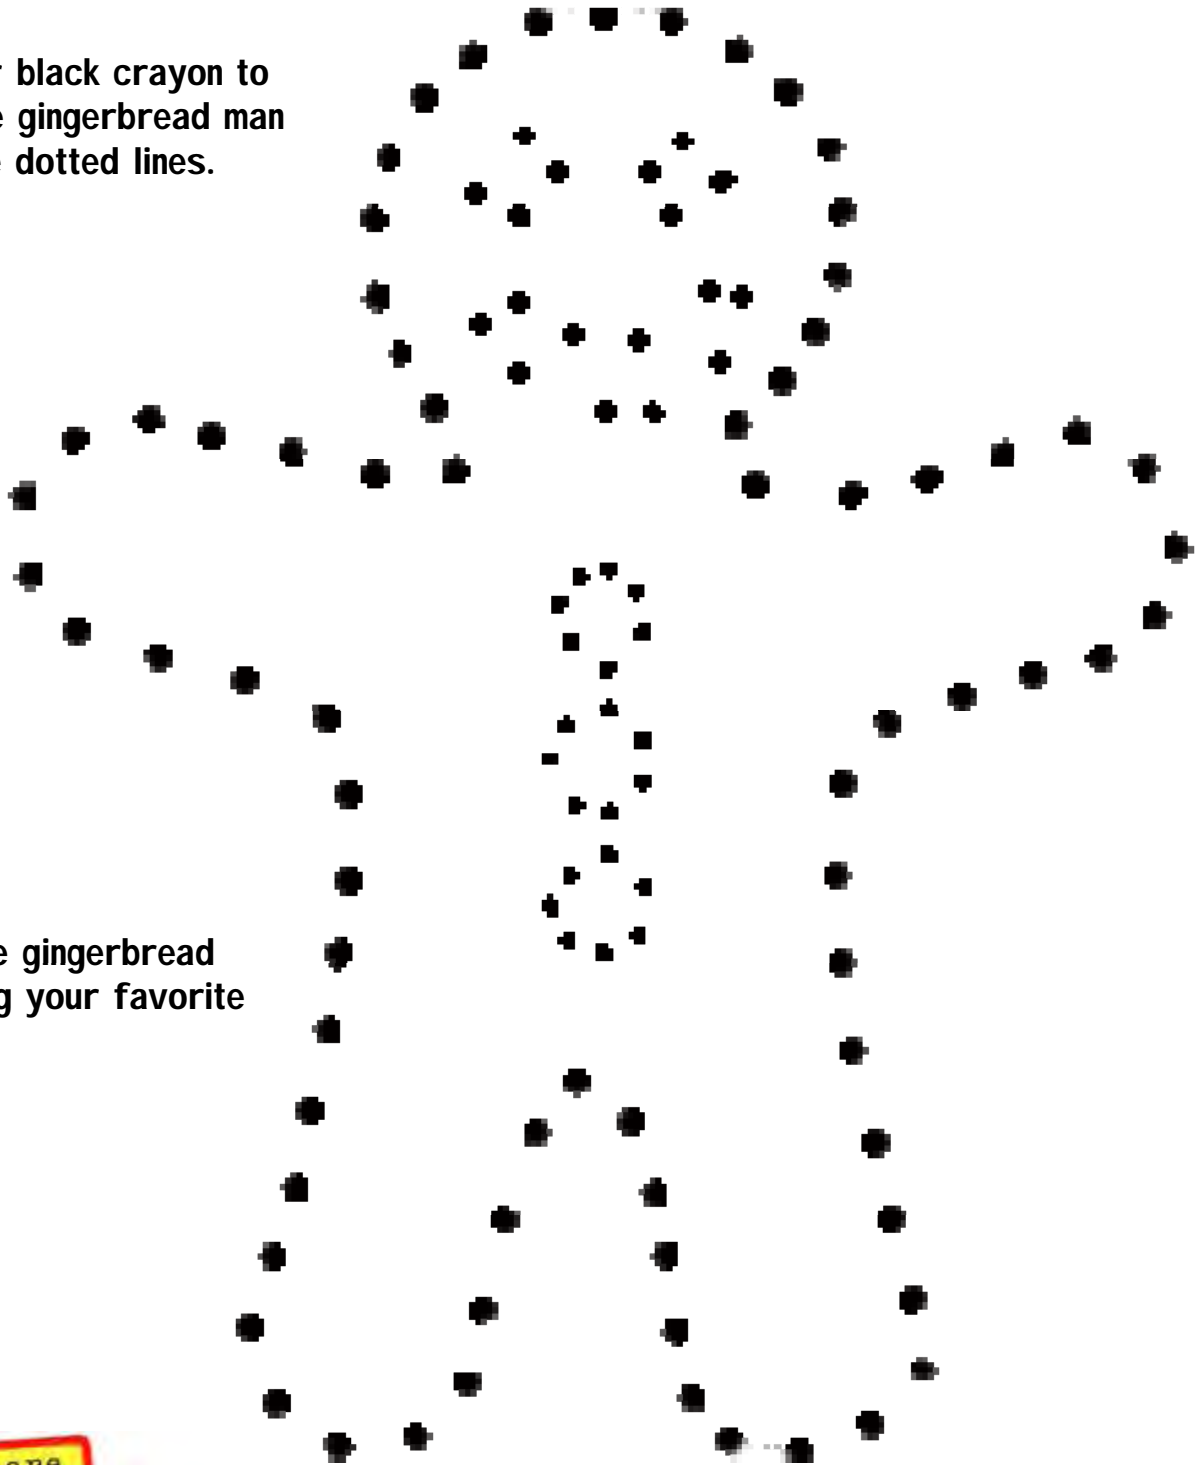 black crayon to
gingerbread man
dotted lines.
gingerbread
your favorite